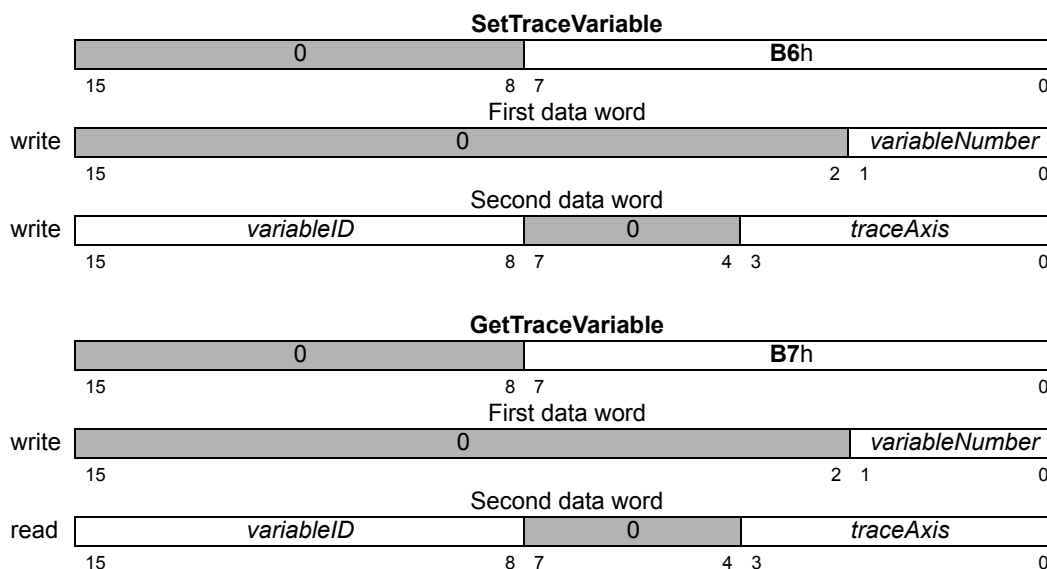 SetTraceVariable
0 B6h
15 8 7 0
First data word
write 0 variableNumber
15 2 1 0
Second data word
write variableID 0 traceAxis
15 8 7 4 3 0
GetTraceVariable
0 B7h
15 8 7 0
First data word
write 0 variableNumber
15 2 1 0
Second data word
read variableID 0 traceAxis
15 8 7 4 3 0